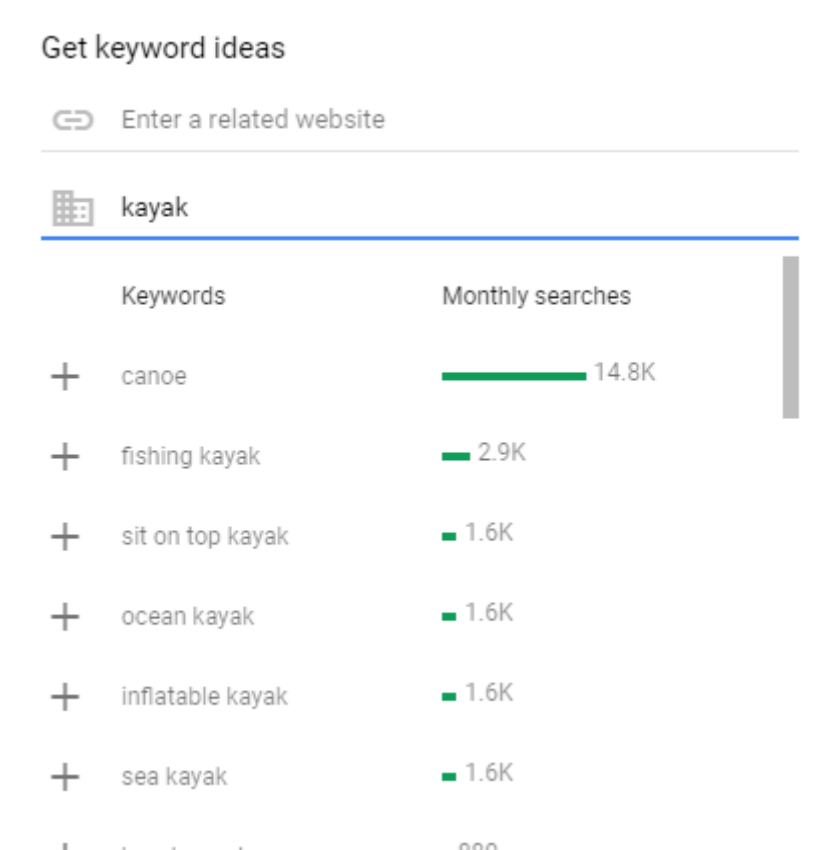 Get keyword ideas
Enter a related website
kayak
Keywords Monthly searches
canoe 14.8K
fishing kayak 2.9K
sit on top kayak 1.6K
ocean kayak 1.6K
inflatable kayak 1.6K
sea kayak 1.6K